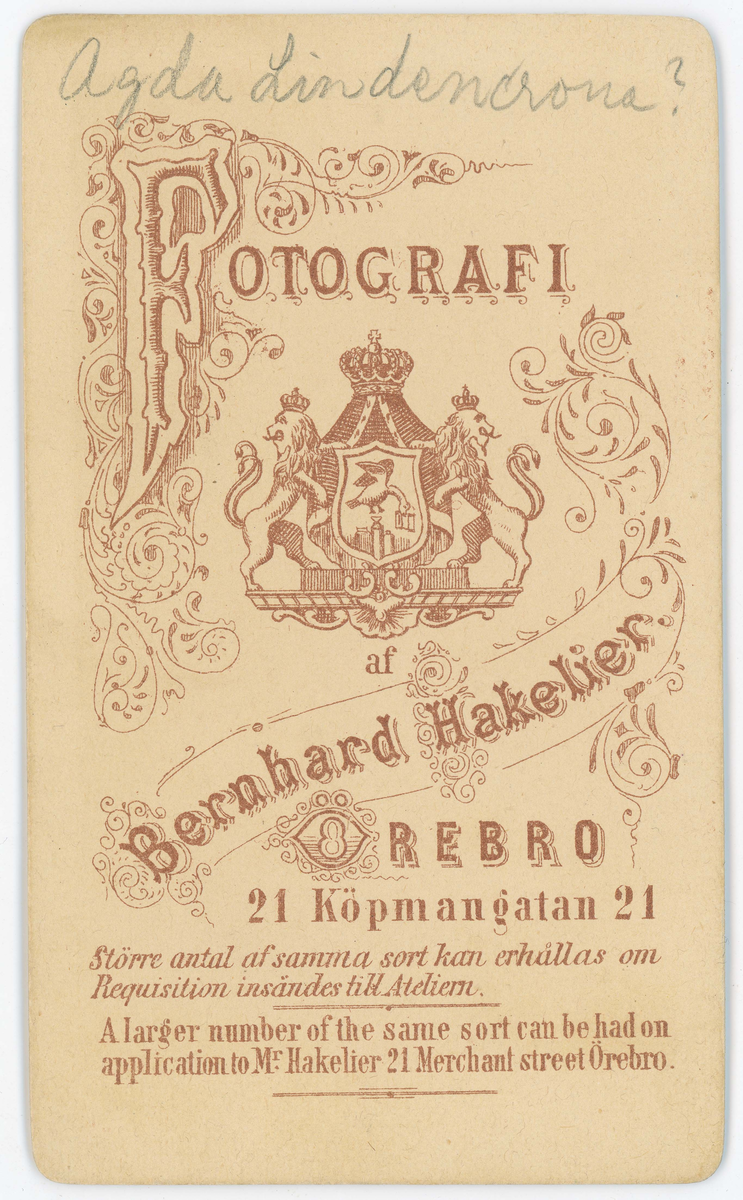 Agda Lindencrona?
FOTOGRAFI
af
Bernhard Hakelier.
ÖREBRO
21 Köpmangatan 21
Större antal af samma sort kan erhållas om
Requisition insändes till Ateliern.
A larger number of the same sort can be had on
application to Mr Hakelier 21 Merchant street Örebro.